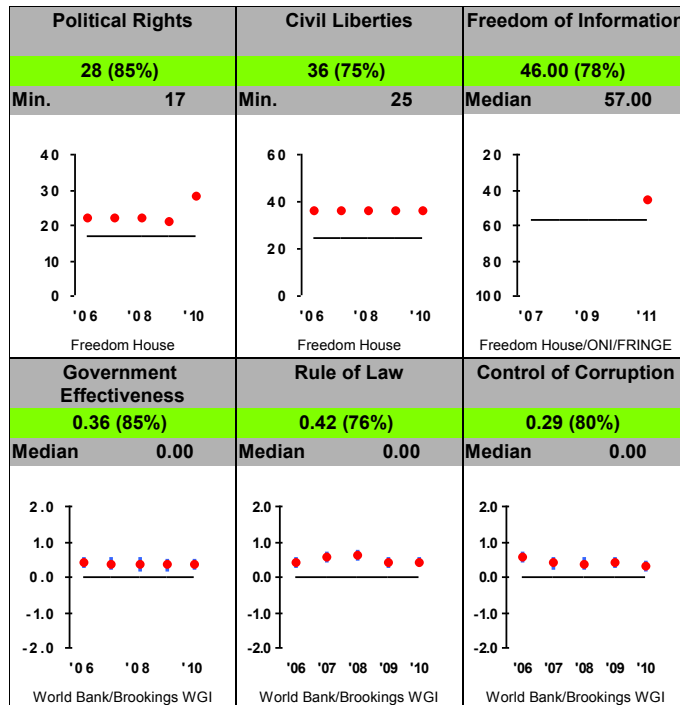 Political Rights
28 (85%)
Min. 17
40
30
20
10
0
'06 '08 '10
Freedom House
Civil Liberties
36 (75%)
Min. 25
60
40
20
0
'06 '08 '10
Freedom House
Freedom of Information
46.00 (78%)
Median 57.00
20
40
60
80
100
'07 '09 '11
Freedom House/ONI/FRINGE
Government
Effectiveness
0.36 (85%)
Median 0.00
2.0
1.0
0.0
-1.0
-2.0
'06 '08 '10
World Bank/Brookings WGI
Rule of Law
0.42 (76%)
Median 0.00
2.0
1.0
0.0
-1.0
-2.0
'06 '07 '08 '09 '10
World Bank/Brookings WGI
Control of Corruption
0.29 (80%)
Median 0.00
2.0
1.0
0.0
-1.0
-2.0
'06 '07 '08 '09 '10
World Bank/Brookings WGI